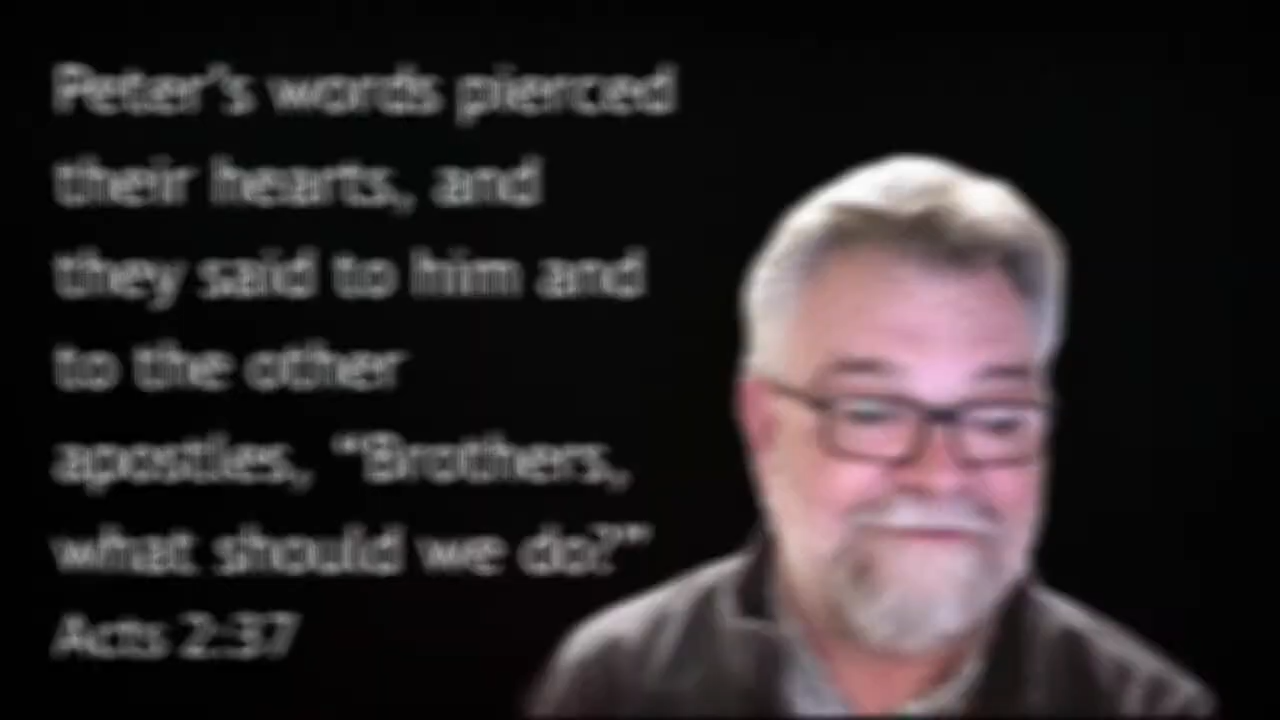 Peter's words pierced
their hearts, and
they said to him and
to the other
apostles, "Brothers,
what should we do?"
Acts 2:37